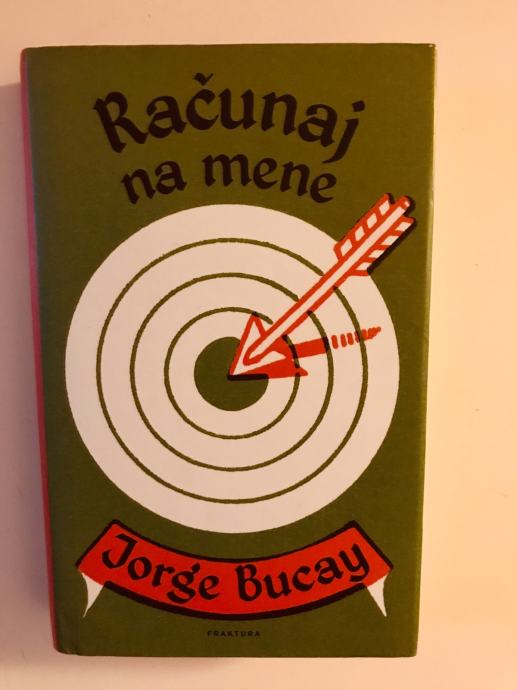 Računaj
na mene
Jorge Bucay
FRAKTURA